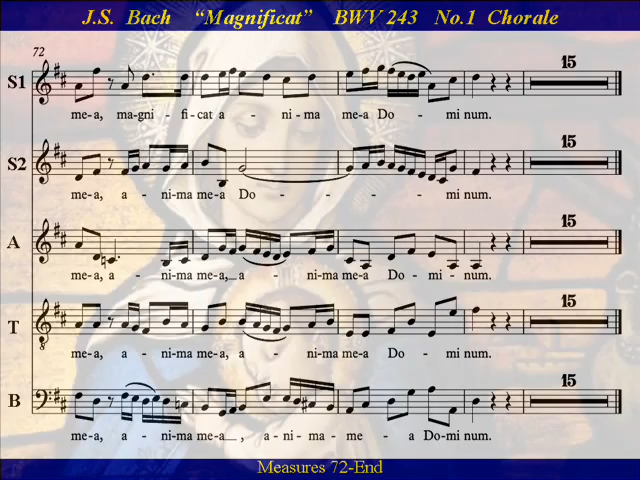 J.S. Bach “Magnificat” BWV 243 No.1 Chorale
72
15
S1
me-a, ma-gni - fi-cat a - ni - ma me-a Do - mi num.
15
S2
me-a, a - ni-ma me-a Do - - - mi num.
15
A
me-a, a - ni-ma me-a, a - ni-ma me-a Do - mi - num.
15
T
8
me-a, a - ni-ma me-a, a - ni-ma me-a Do - mi num.
15
B
me-a, a - ni-ma me-a , a-ni-ma- me - a Do-mi num.
Measures 72-End